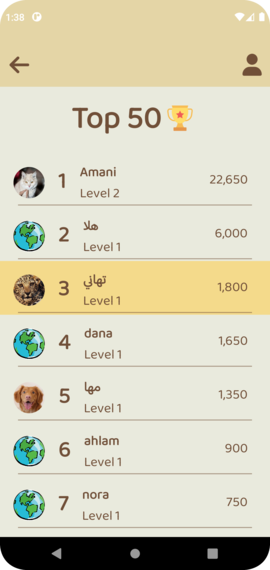 1:38
Top 50
1
Amani
Level 2
22,650
2
هلا
Level 1
6,000
3
تهاني
Level 1
1,800
4
dana
Level 1
1,650
5
مها
Level 1
1,350
6
ahlam
Level 1
900
7
nora
Level 1
750